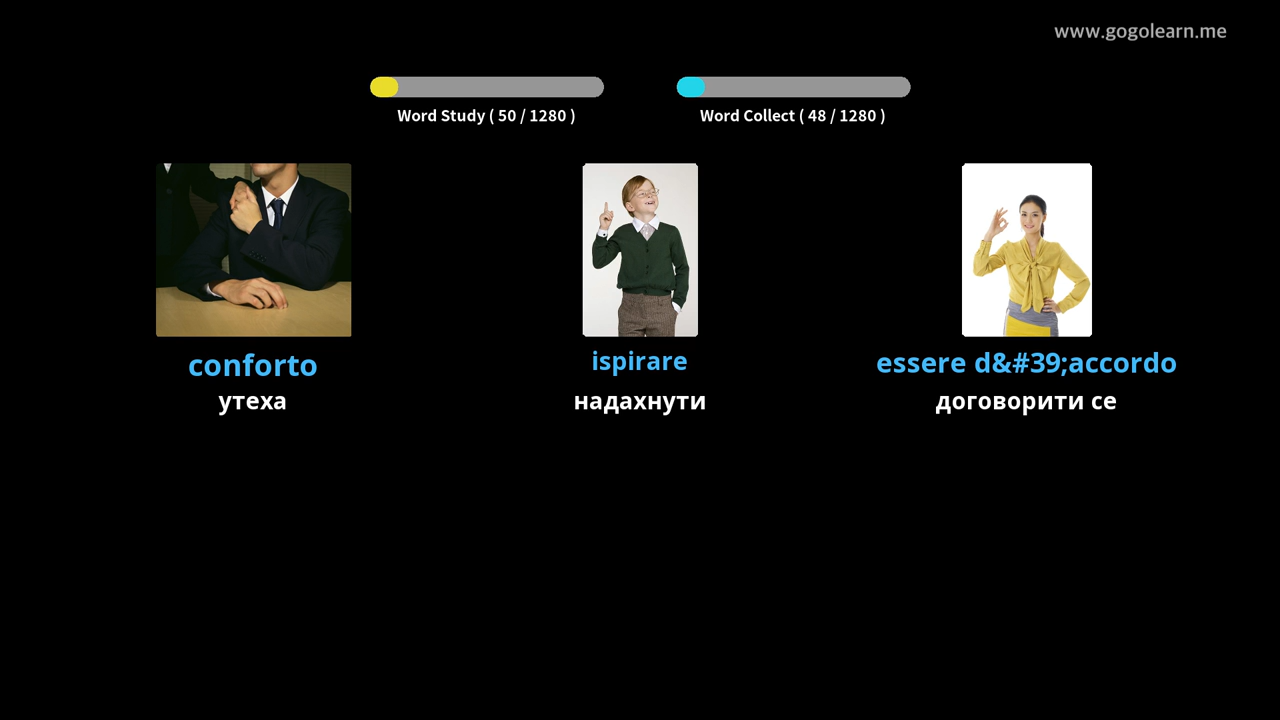 www.gogolearn.me
Word Study ( 50 / 1280 )
Word Collect ( 48 / 1280 )
conforto
утеха
ispirare
надахнути
essere d&#39;accordo
договорити се